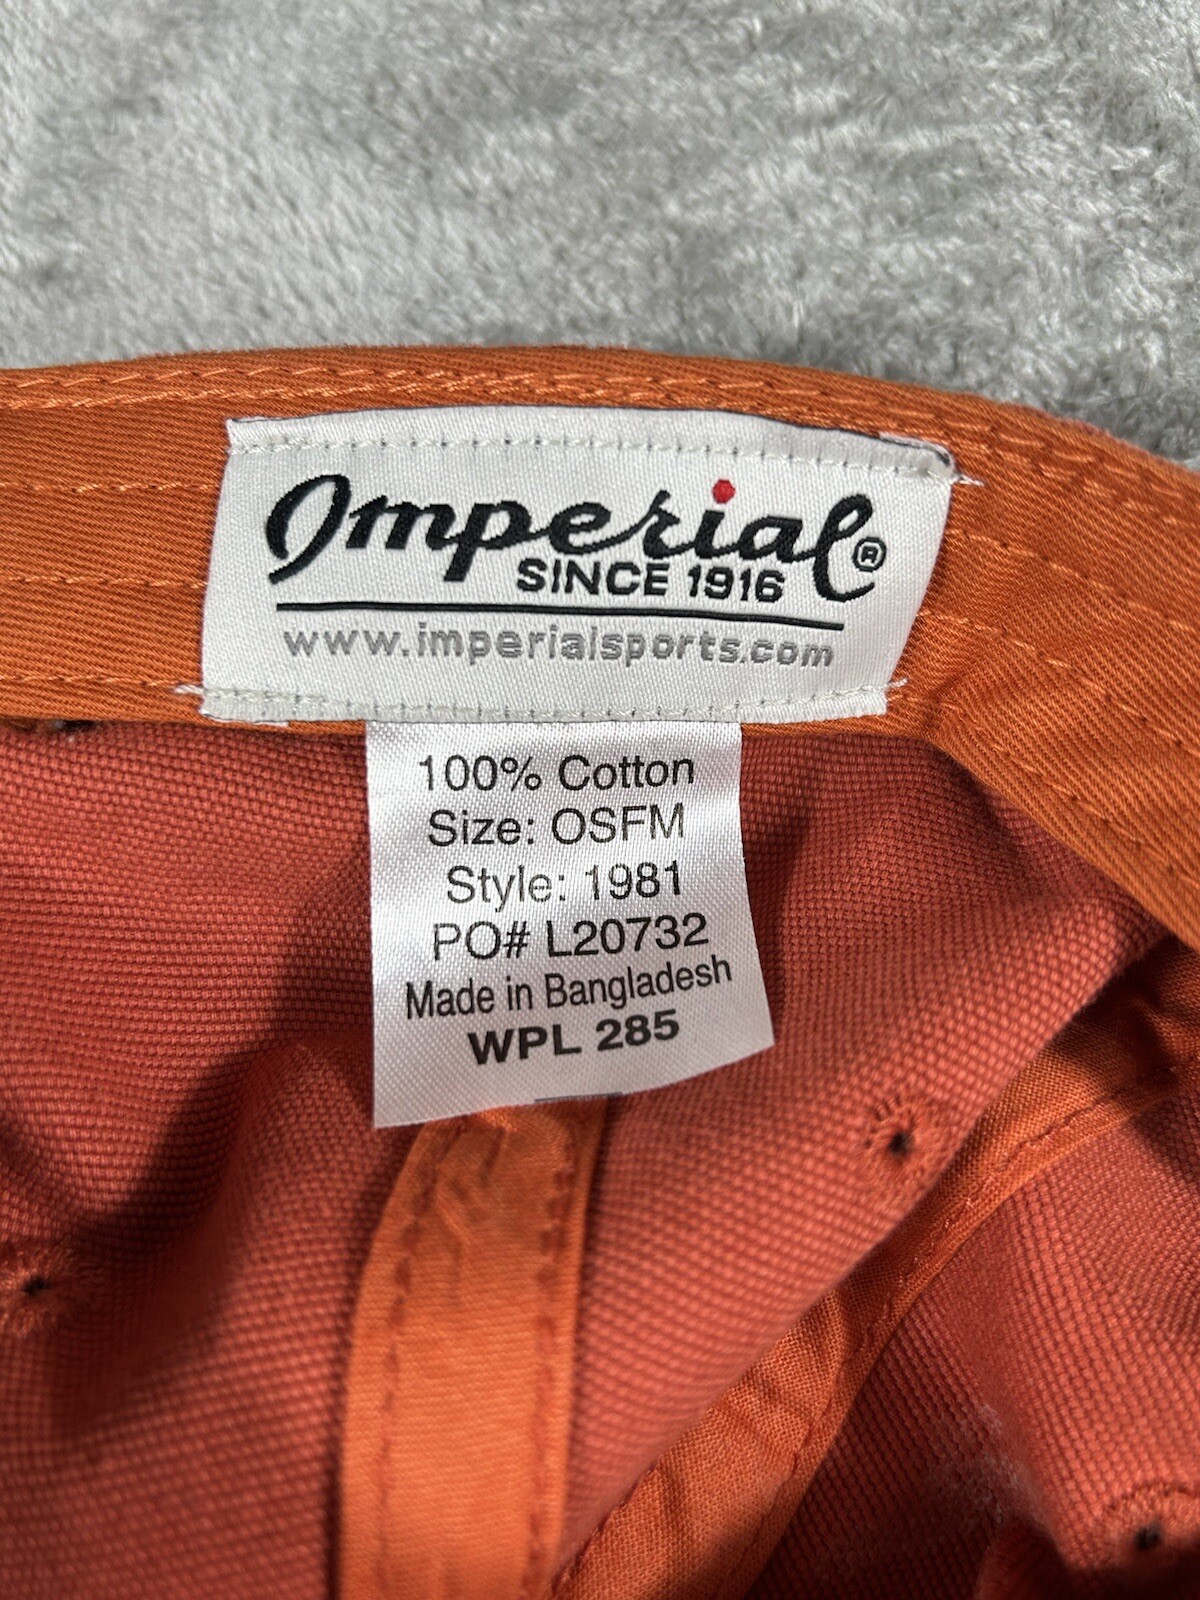 Imperial®
SINCE 1916
www.imperialsports.com
100% Cotton
Size: OSFM
Style: 1981
PO# L20732
Made in Bangladesh
WPL 285